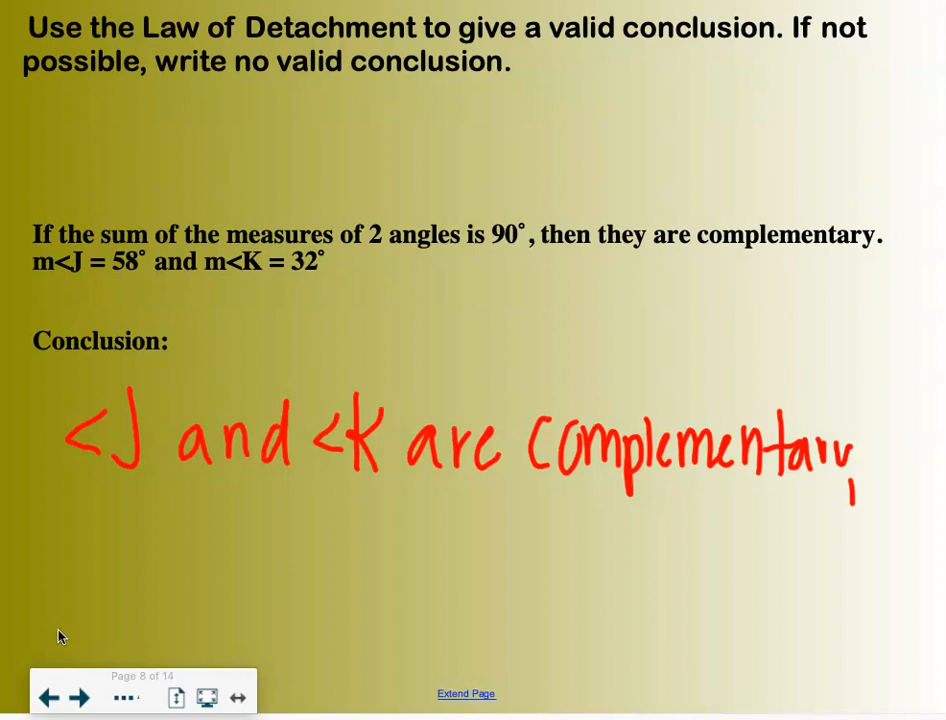 Use the Law of Detachment to give a valid conclusion. If not
possible, write no valid conclusion.
If the sum of the measures of 2 angles is 90°, then they are complementary.
m<J = 58° and m<K = 32°
Conclusion:
<J and <K are complementary
Page 8 of 14
Extend Page